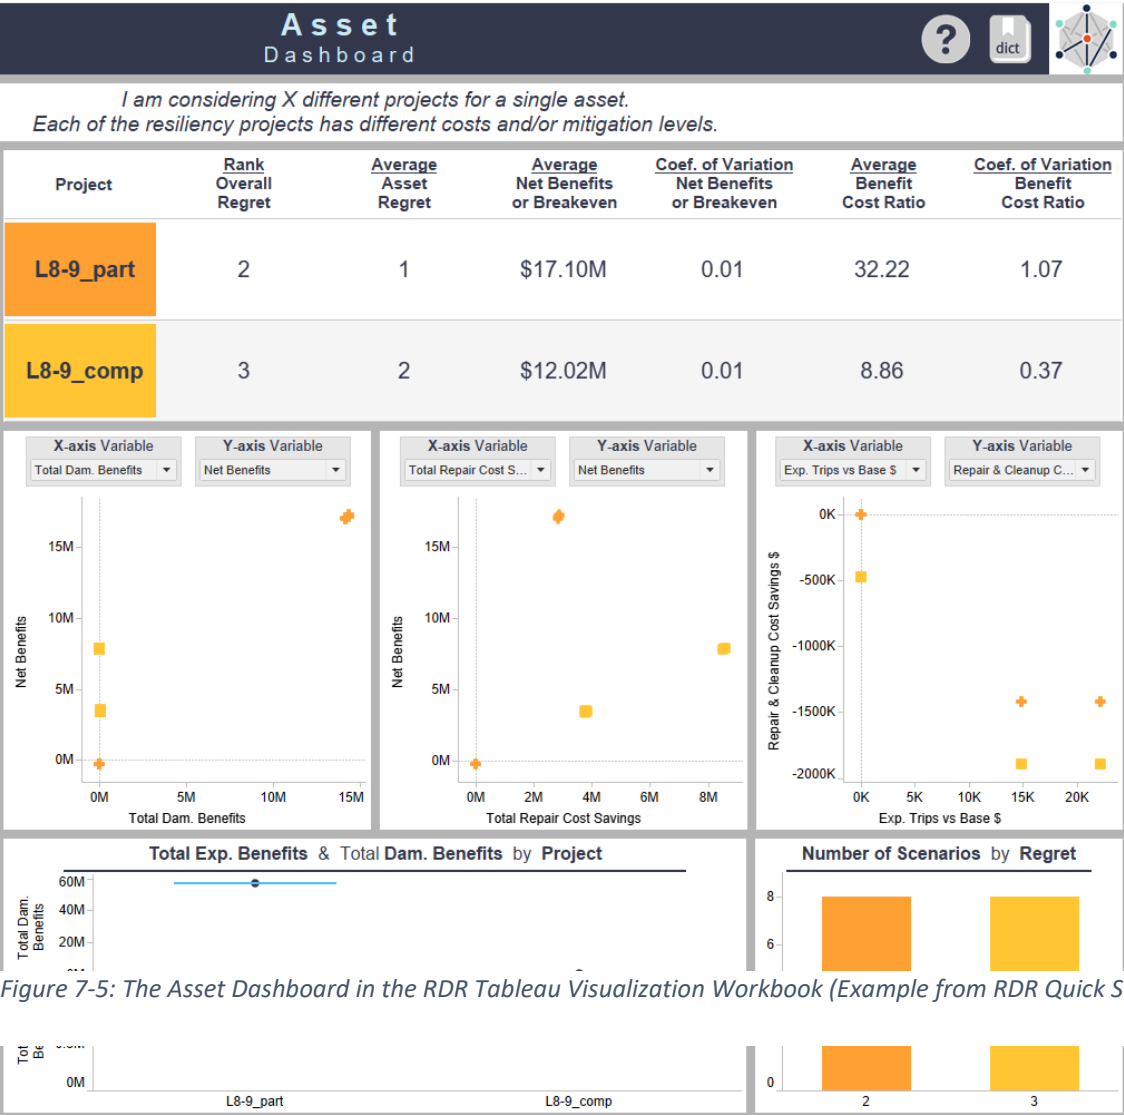 Asset
Dashboard
?
dict
I am considering X different projects for a single asset.
Each of the resiliency projects has different costs and/or mitigation levels.
Project
Rank
Overall
Regret
Average
Asset
Regret
Average
Net Benefits
or Breakeven
Coef. of Variation
Net Benefits
or Breakeven
Average
Benefit
Cost Ratio
Coef. of Variation
Benefit
Cost Ratio
L8-9_part 2 1 $17.10M 0.01 32.22 1.07
L8-9_comp 3 2 $12.02M 0.01 8.86 0.37
X-axis Variable
Total Dam. Benefits
Y-axis Variable
Net Benefits
15M
10M
5M
0M
Net Benefits
0M 5M 10M 15M
Total Dam. Benefits
X-axis Variable
Total Repair Cost S...
Y-axis Variable
Net Benefits
15M
10M
5M
0M
Net Benefits
0M 2M 4M 6M 8M
Total Repair Cost Savings
X-axis Variable
Exp. Trips vs Base $
Y-axis Variable
Repair & Cleanup C...
0K
-500K
-1000K
-1500K
-2000K
Repair & Cleanup Cost Savings $
0K 5K 10K 15K 20K
Exp. Trips vs Base $
Total Exp. Benefits & Total Dam. Benefits by Project
60M
40M
20M
Total Dam.
Benefits
Number of Scenarios by Regret
8
6
Figure 7-5: The Asset Dashboard in the RDR Tableau Visualization Workbook (Example from RDR Quick S
0M
L8-9_part L8-9_comp
0
2 3